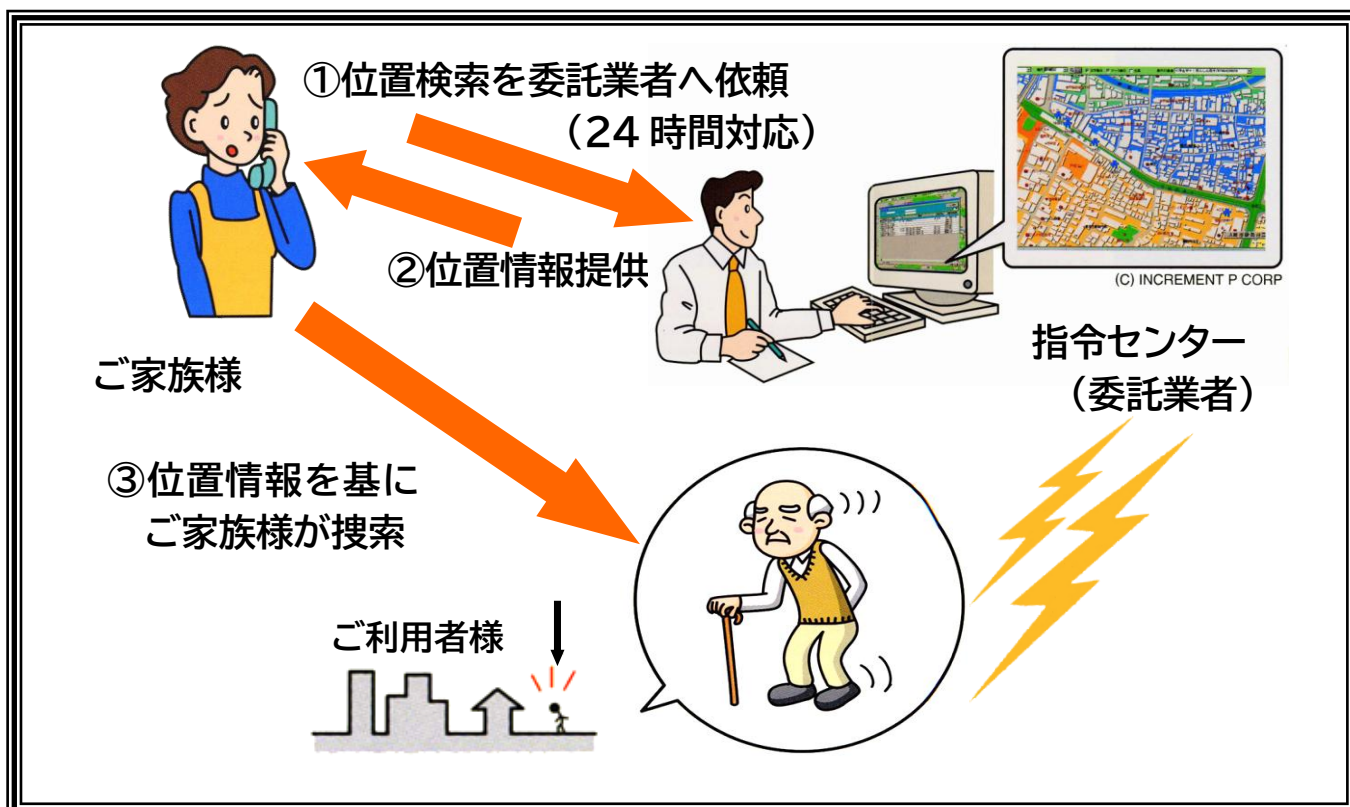 ①位置検索を委託業者へ依頼
（24時間対応）
②位置情報提供
(C) INCREMENT P CORP
指令センター
（委託業者）
ご家族様
③位置情報を基に
ご家族様が捜索
ご利用者様